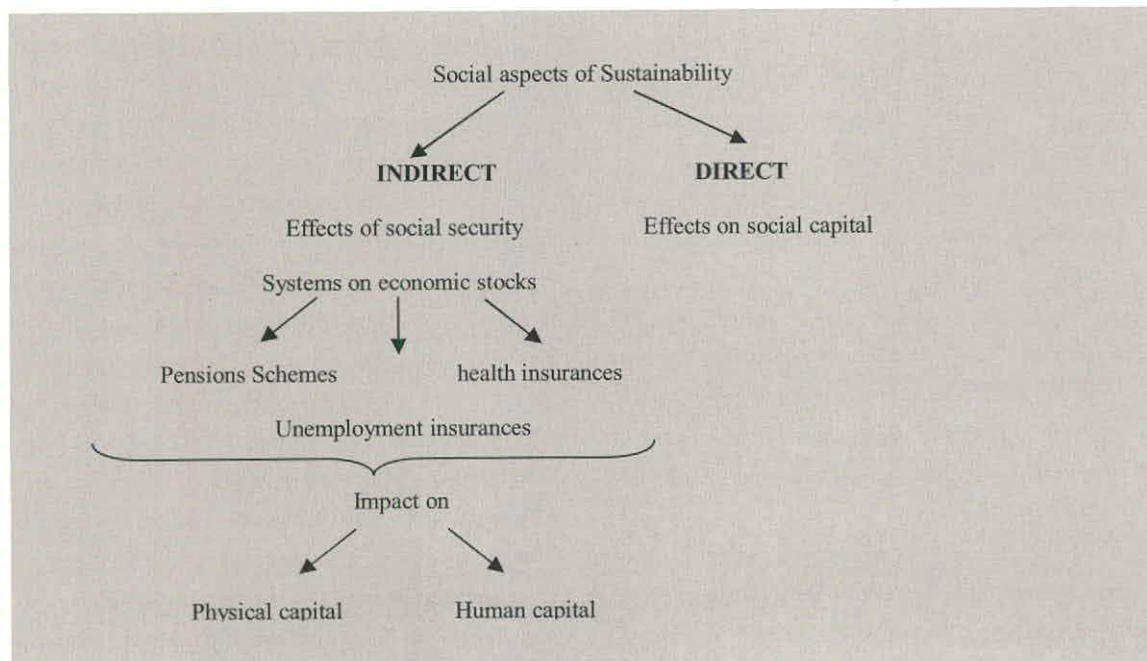 Social aspects of Sustainability
INDIRECT
DIRECT
Effects of social security
Effects on social capital
Systems on economic stocks
Pensions Schemes
health insurances
Unemployment insurances
Impact on
Physical capital
Human capital